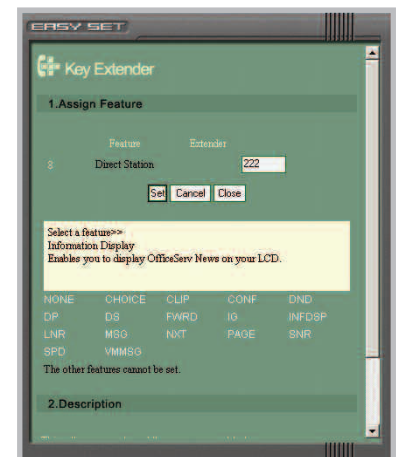 EASY SET
Key Extender
1.Assign Feature
Feature Extender
8 Direct Station 222
Set Cancel Close
Select a feature>>
Information Display
Enables you to display OfficeServ News on your LCD.
NONE CHOICE CLIP CONF DND
DP DS FWRD IG INFDSP
LNR MSG NXT PAGE SNR
SPD VMMSG
The other features cannot be set.
2.Description